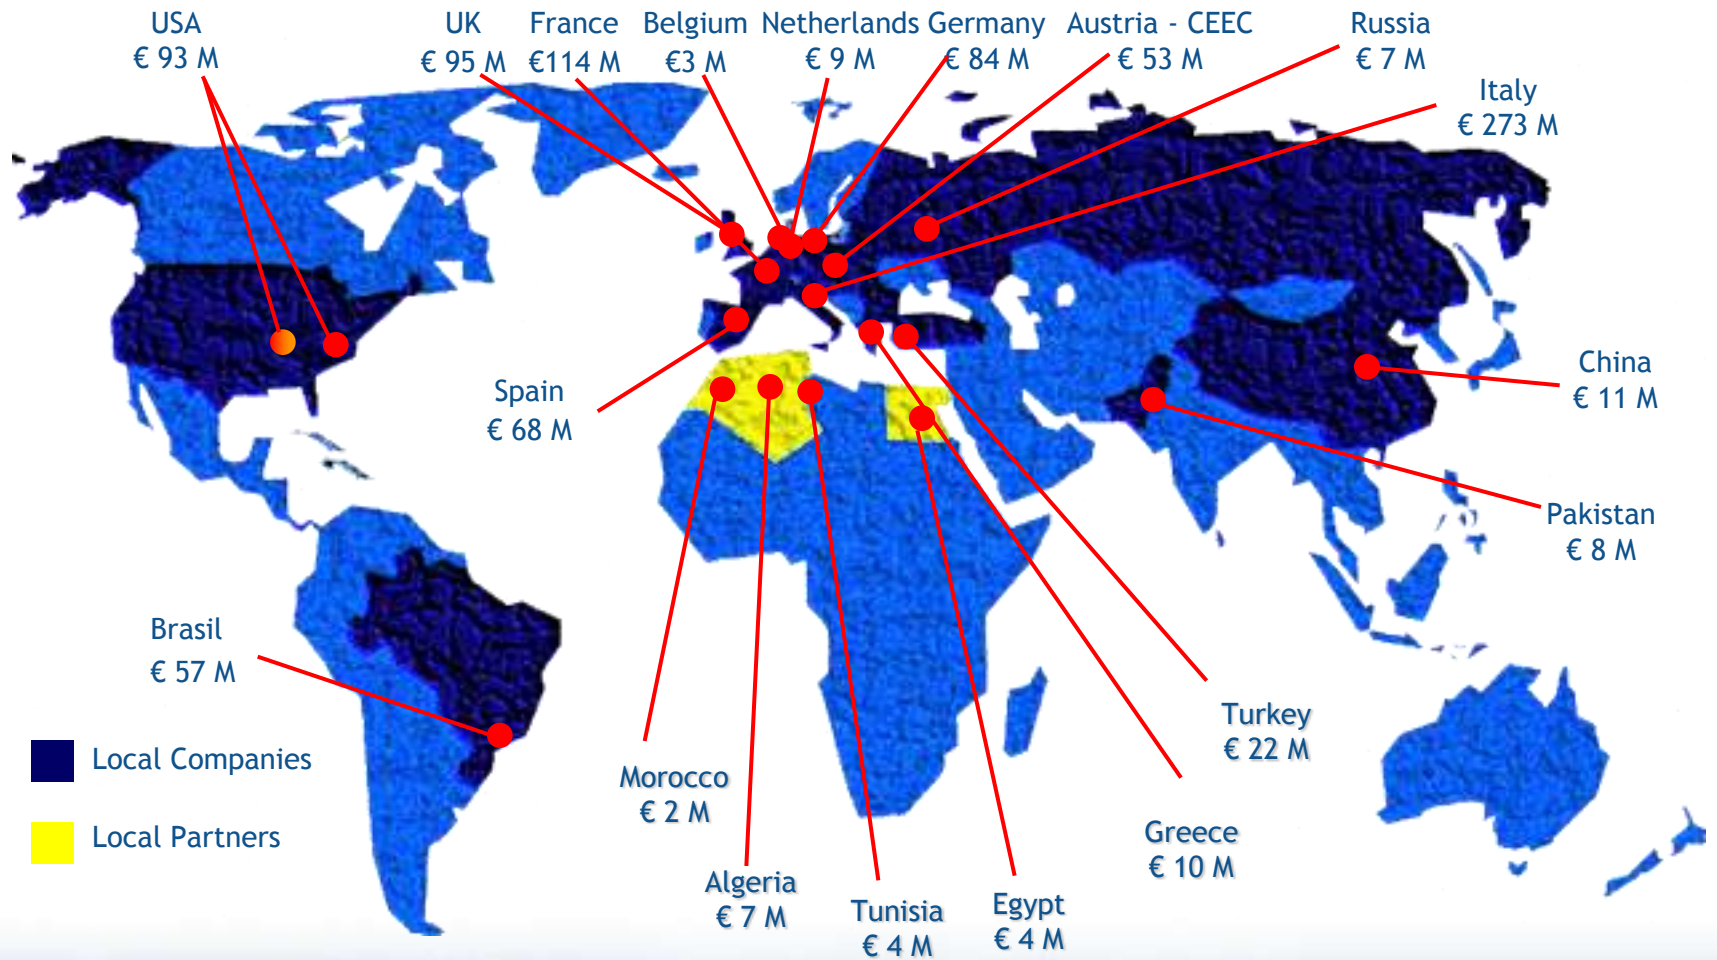 USA
€ 93 M
UK
€ 95 M
France
€114 M
Belgium
€3 M
Netherlands
€ 9 M
Germany
€ 84 M
Austria - CEEC
€ 53 M
Russia
€ 7 M
Italy
€ 273 M
China
€ 11 M
Spain
€ 68 M
Pakistan
€ 8 M
Brasil
€ 57 M
Turkey
€ 22 M
Local Companies
Morocco
€ 2 M
Local Partners
Greece
€ 10 M
Algeria
€ 7 M
Tunisia
€ 4 M
Egypt
€ 4 M